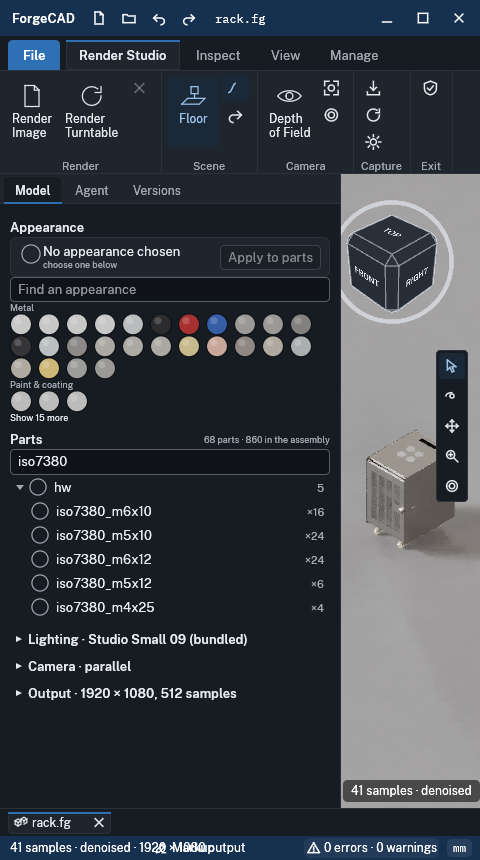 ForgeCAD
rack.fg
File
Render Studio
Inspect
View
Manage
Render Image
Render Turntable
Floor
Depth of Field
Render
Scene
Camera
Capture
Exit
Model
Agent
Versions
Appearance
No appearance chosen
choose one below
Apply to parts
Find an appearance
Metal
Paint & coating
Show 15 more
Parts
68 parts · 860 in the assembly
iso7380
hw 5
iso7380_m6x10 ×16
iso7380_m5x10 ×24
iso7380_m6x12 ×24
iso7380_m5x12 ×6
iso7380_m4x25 ×4
Lighting · Studio Small 09 (bundled)
Camera · parallel
Output · 1920 × 1080, 512 samples
TOP
FRONT
RIGHT
41 samples · denoised
rack.fg
41 samples · denoised · 1920 × 1080 output
0 errors · 0 warnings
mm